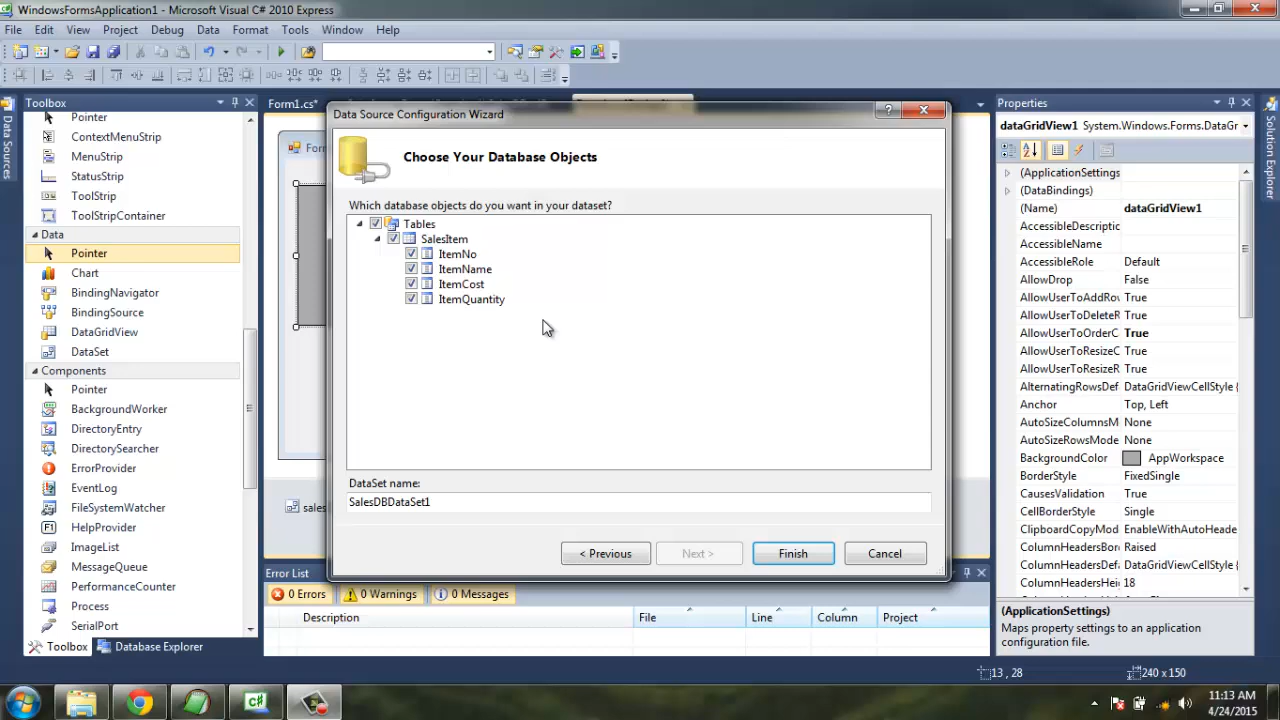 WindowsFormsApplication1 - Microsoft Visual C# 2010 Express
File Edit View Project Debug Data Format Tools Window Help
Toolbox
Pointer
ContextMenuStrip
MenuStrip
StatusStrip
ToolStrip
ToolStripContainer
Data
Pointer
Chart
BindingNavigator
BindingSource
DataGridView
DataSet
Components
Pointer
BackgroundWorker
DirectoryEntry
DirectorySearcher
ErrorProvider
EventLog
FileSystemWatcher
HelpProvider
ImageList
MessageQueue
PerformanceCounter
Process
SerialPort
Toolbox Database Explorer
Data Sources
Form1.cs*
For
sales
Data Source Configuration Wizard
Choose Your Database Objects
Which database objects do you want in your dataset?
Tables
SalesItem
ItemNo
ItemName
ItemCost
ItemQuantity
DataSet name:
SalesDBDataSet1
< Previous Next > Finish Cancel
Error List
0 Errors 0 Warnings 0 Messages
Description File Line Column Project
Properties
dataGridView1 System.Windows.Forms.DataGr
(ApplicationSettings)
(DataBindings)
(Name) dataGridView1
AccessibleDescriptio
AccessibleName
AccessibleRole Default
AllowDrop False
AllowUserToAddRow True
AllowUserToDeleteR True
AllowUserToOrderC True
AllowUserToResizeC True
AllowUserToResizeR True
AlternatingRowsDef DataGridViewCellStyle {
Anchor Top, Left
AutoSizeColumnsM None
AutoSizeRowsMode None
BackgroundColor AppWorkspace
BorderStyle FixedSingle
CausesValidation True
CellBorderStyle Single
ClipboardCopyMod EnableWithAutoHeade
ColumnHeadersBor Raised
ColumnHeadersDef DataGridViewCellStyle {
ColumnHeadersHei 18
(ApplicationSettings)
Maps property settings to an application
configuration file.
Solution Explorer
13 , 28 240 x 150
11:13 AM
4/24/2015